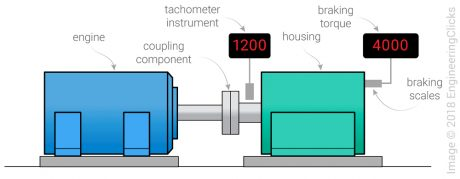 engine
coupling
component
tachometer
instrument
1200
housing
braking
torque
4000
braking
scales
Image © 2018 EngineeringClicks